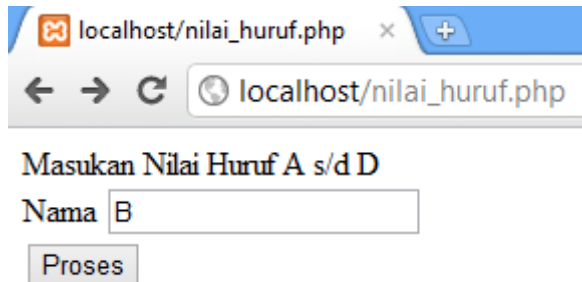 localhost/nilai_huruf.php
localhost/nilai_huruf.php
Masukan Nilai Huruf A s/d D
Nama B
Proses